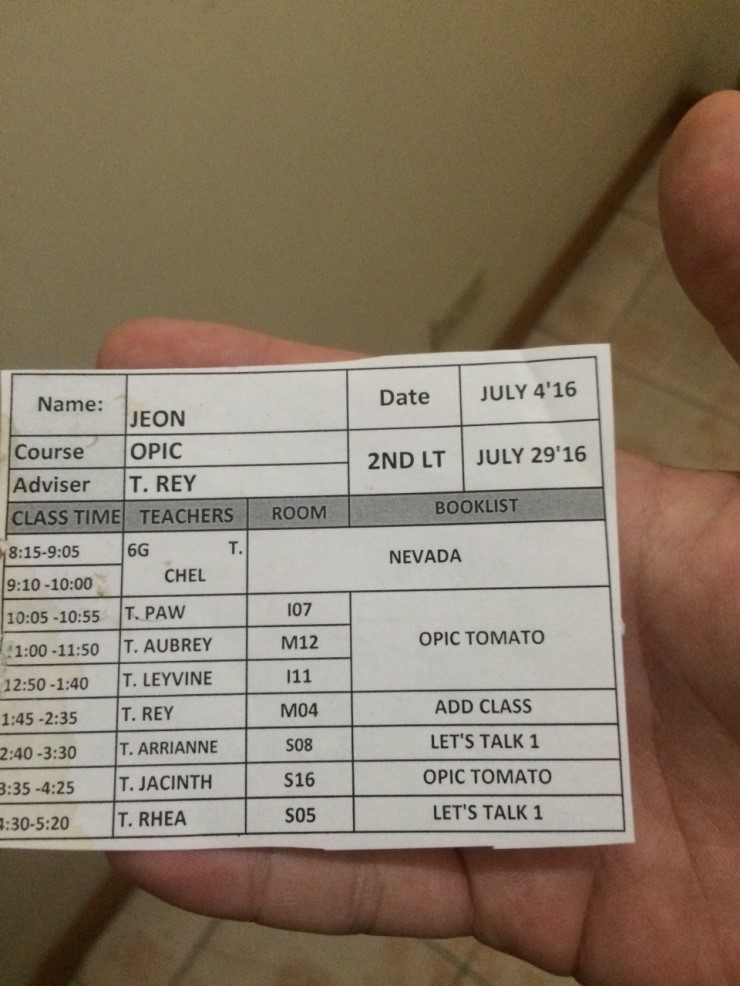 Name: JEON Date JULY 4'16
Course OPIC 2ND LT JULY 29'16
Adviser T. REY
CLASS TIME TEACHERS ROOM BOOKLIST
8:15-9:05 6G T. CHEL NEVADA
9:10 -10:00
10:05 -10:55 T. PAW I07 OPIC TOMATO
1:00 -11:50 T. AUBREY M12
12:50 -1:40 T. LEYVINE I11
1:45 -2:35 T. REY M04 ADD CLASS
2:40 -3:30 T. ARRIANNE S08 LET'S TALK 1
3:35 -4:25 T. JACINTH S16 OPIC TOMATO
4:30-5:20 T. RHEA S05 LET'S TALK 1